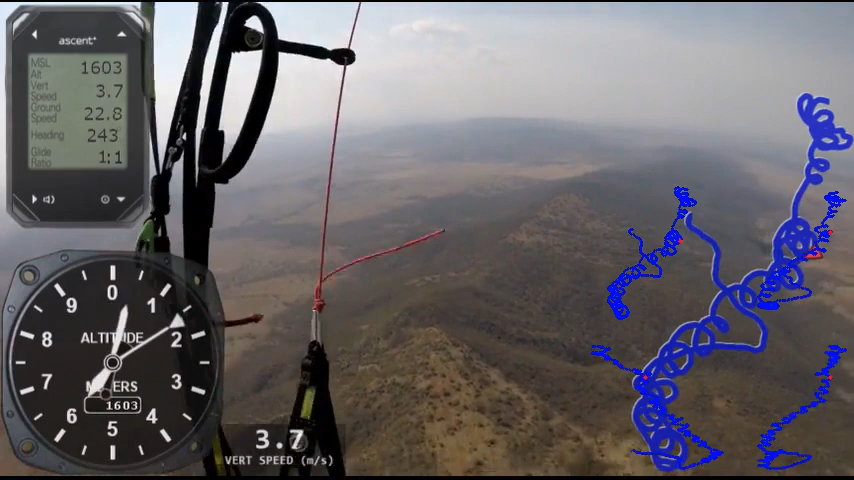 ascent
MSL Alt 1603
Vert Speed 3.7
Ground Speed 22.8
Heading 243
Glide Ratio 1:1
0
1
2
3
4
5
6
7
8
9
ALTITUDE
METERS
1603
3.7
VERT SPEED (m/s)